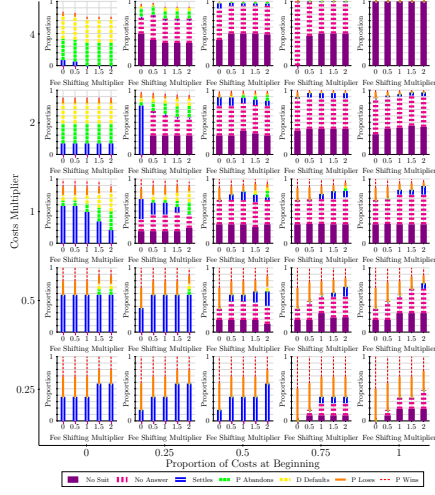 Costs Multiplier
4
2
1
0.5
0.25
Proportion
1
0
0 0.5 1 1.5 2
Fee Shifting Multiplier
0 0.25 0.5 0.75 1
Proportion of Costs at Beginning
No Suit No Answer Settles P Abandons D Defaults P Loses P Wins